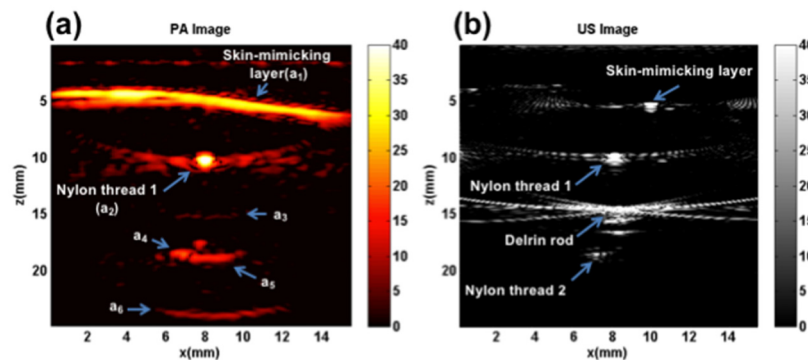 (a)
PA Image
Skin-mimicking
layer(a1)
Nylon thread 1
(a2)
a3
a4
a5
a6
5
10
15
20
z(mm)
2 4 6 8 10 12 14
x(mm)
40
35
30
25
20
15
10
5
0
(b)
US Image
Skin-mimicking layer
Nylon thread 1
Delrin rod
Nylon thread 2
5
10
15
20
z(mm)
2 4 6 8 10 12 14
x(mm)
40
35
30
25
20
15
10
5
0